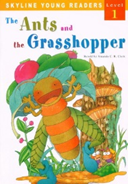 SKYLINE YOUNG READERS Level 1
The Ants and
the Grasshopper